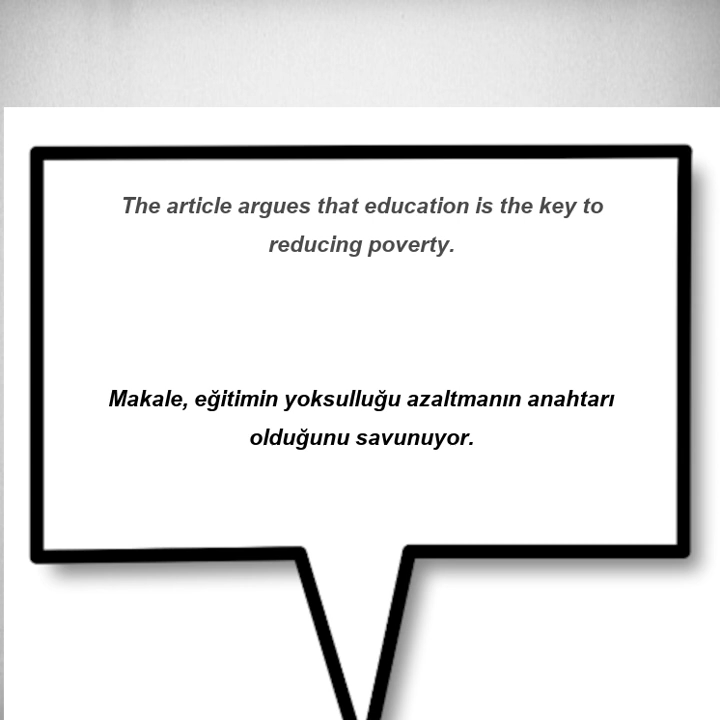 The article argues that education is the key to
reducing poverty.
Makale, eğitimin yoksulluğu azaltmanın anahtarı
olduğunu savunuyor.